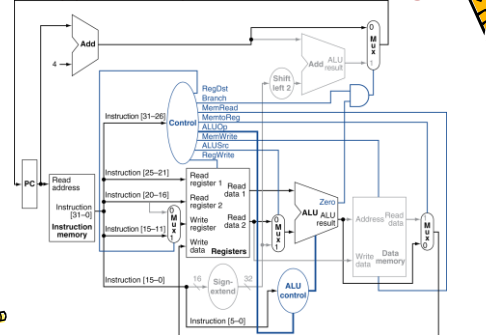 Add
4
0
M
u
x
1
Add
ALU
result
Shift
left 2
RegDst
Branch
MemRead
MemtoReg
ALUOp
MemWrite
ALUSrc
RegWrite
Instruction [31–26]
Control
PC
Read
address
Instruction
[31–0]
Instruction
memory
Instruction [25–21]
Instruction [20–16]
Instruction [15–11]
0
M
u
x
1
Read
register 1
Read
register 2
Write
register
Write
data
Read
data 1
Read
data 2
Registers
0
M
u
x
1
Zero
ALU
ALU
result
Address
Read
data
Data
memory
Write
data
1
M
u
x
0
Instruction [15–0]
16
Sign-
extend
32
ALU
control
Instruction [5–0]